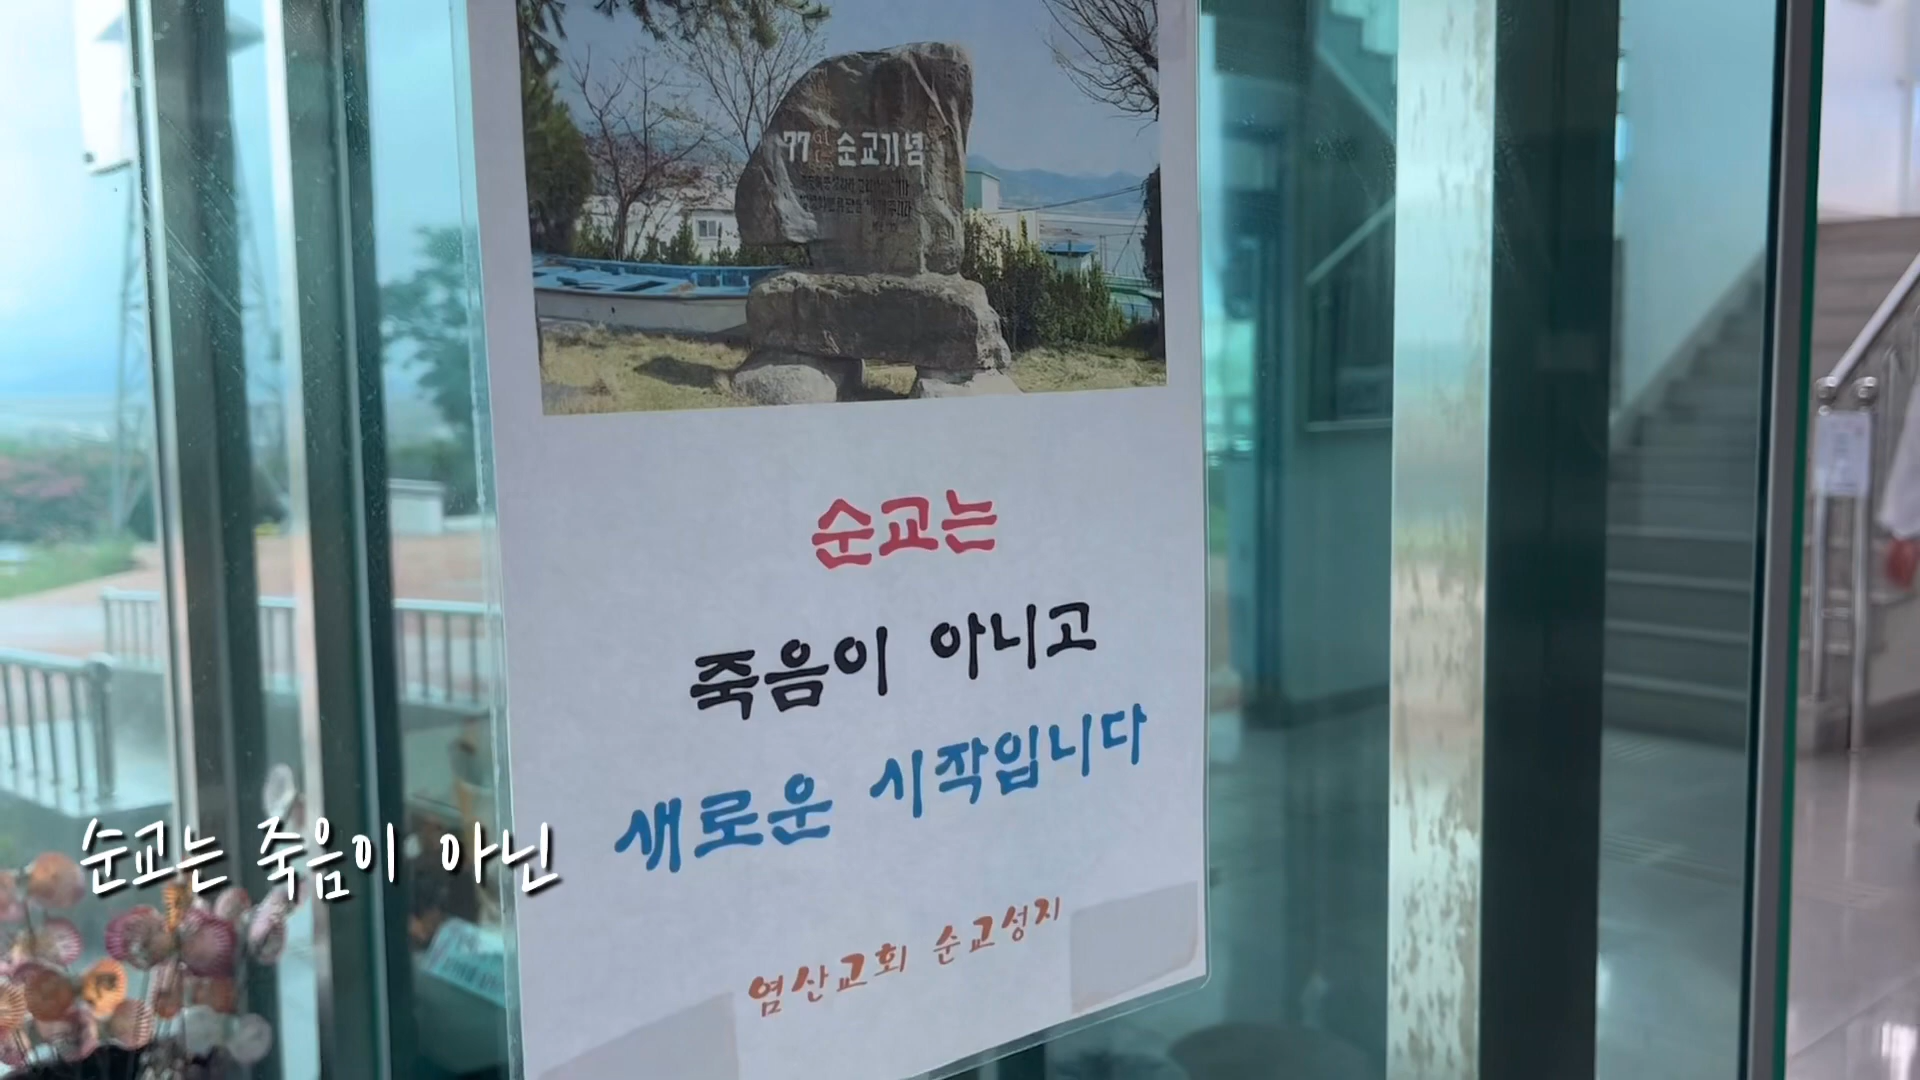 77인 순교기념
순교는
죽음이 아니고
새로운 시작입니다
염산교회 순교성지
순교는 죽음이 아닌